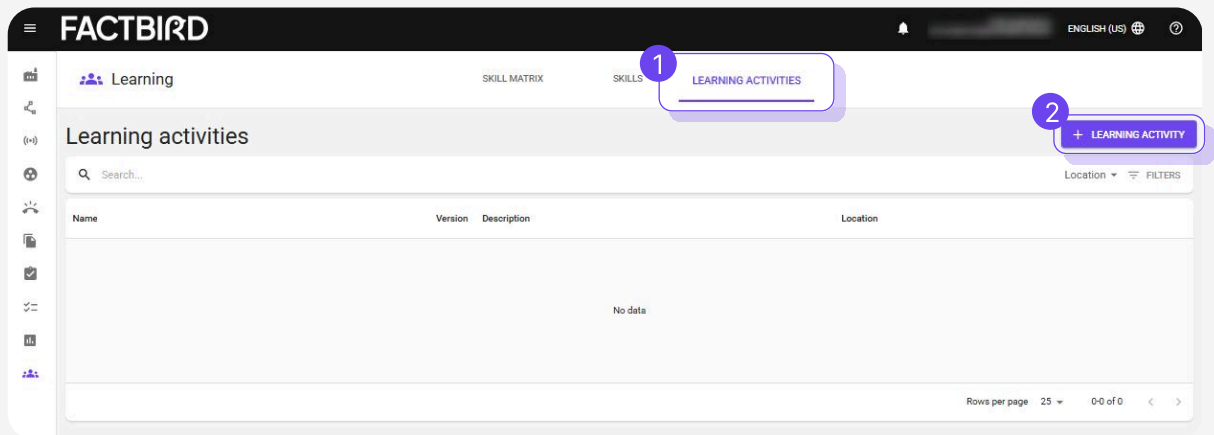 FACTBIRD
ENGLISH (US)
Learning
SKILL MATRIX
SKILLS
1
LEARNING ACTIVITIES
Learning activities
2
+ LEARNING ACTIVITY
Search...
Location
FILTERS
Name
Version
Description
Location
No data
Rows per page 25
0-0 of 0